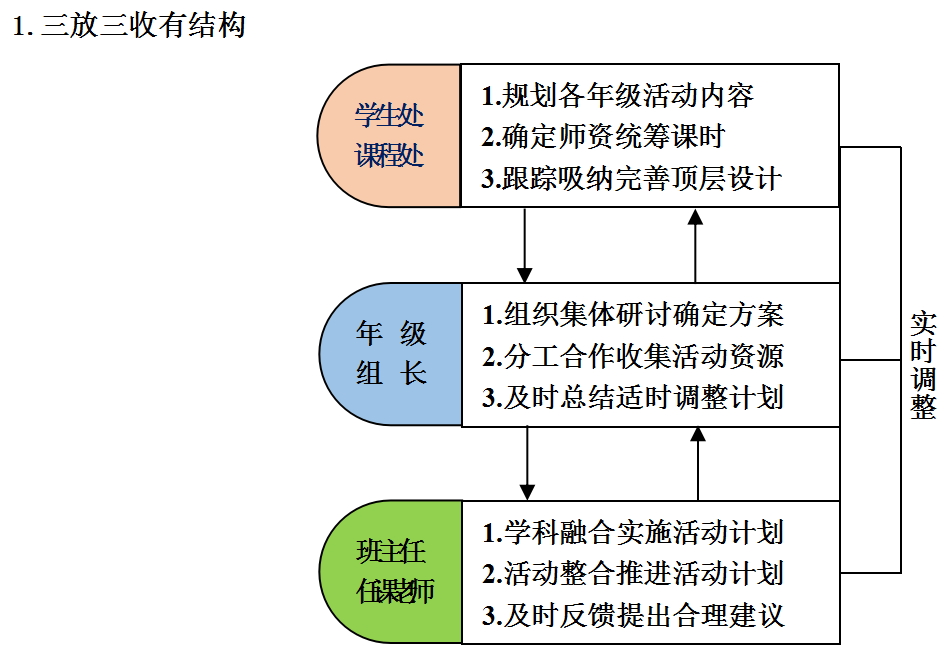 1. 三放三收有结构
学生处
课程处
1.规划各年级活动内容
2.确定师资统筹课时
3.跟踪吸纳完善顶层设计
年 级
组 长
1.组织集体研讨确定方案
2.分工合作收集活动资源
3.及时总结适时调整计划
班主任
任课老师
1.学科融合实施活动计划
2.活动整合推进活动计划
3.及时反馈提出合理建议
实时调整